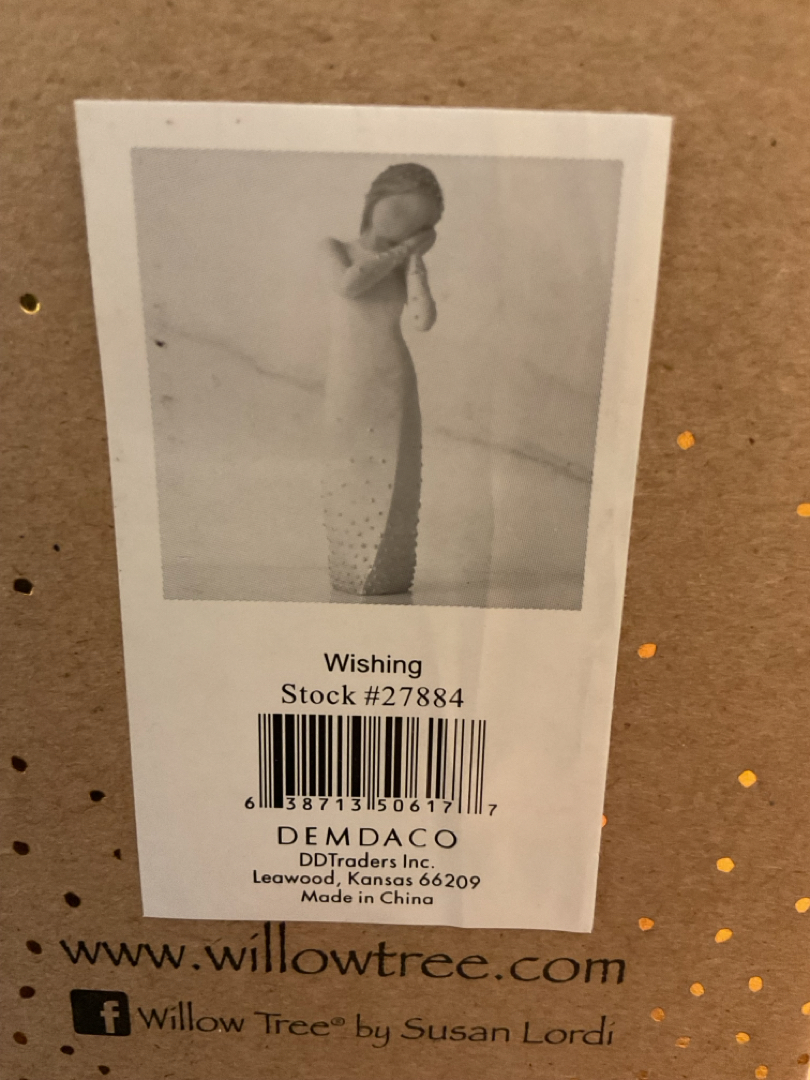 Wishing
Stock #27884
6 38713 50617 7
DEMDACO
DDTraders Inc.
Leawood, Kansas 66209
Made in China
www.willowtree.com
f Willow Tree® by Susan Lordi